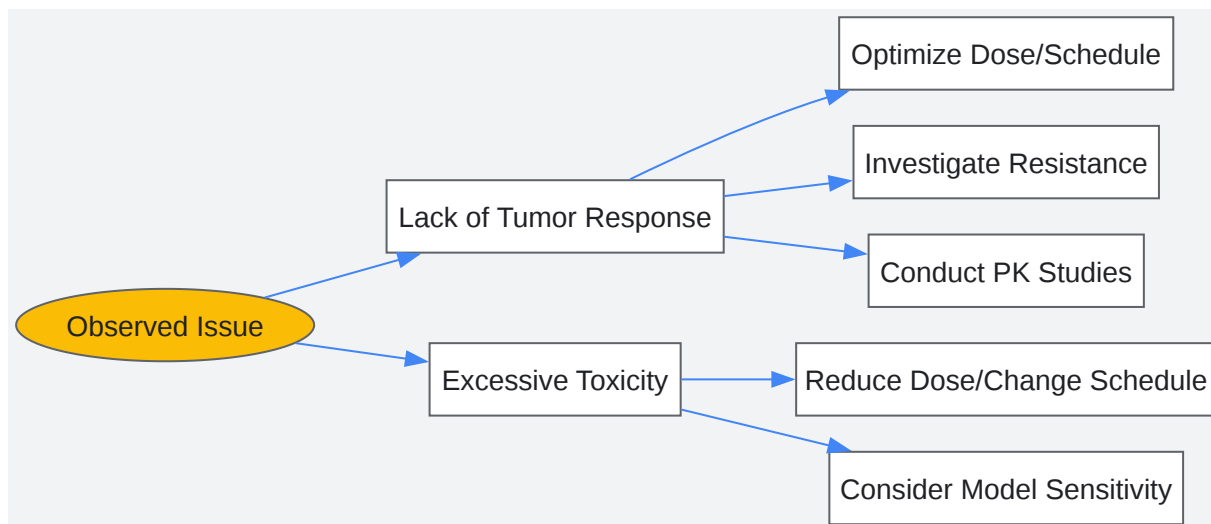 Optimize Dose/Schedule
Investigate Resistance
Lack of Tumor Response
Conduct PK Studies
Observed Issue
Excessive Toxicity
Reduce Dose/Change Schedule
Consider Model Sensitivity